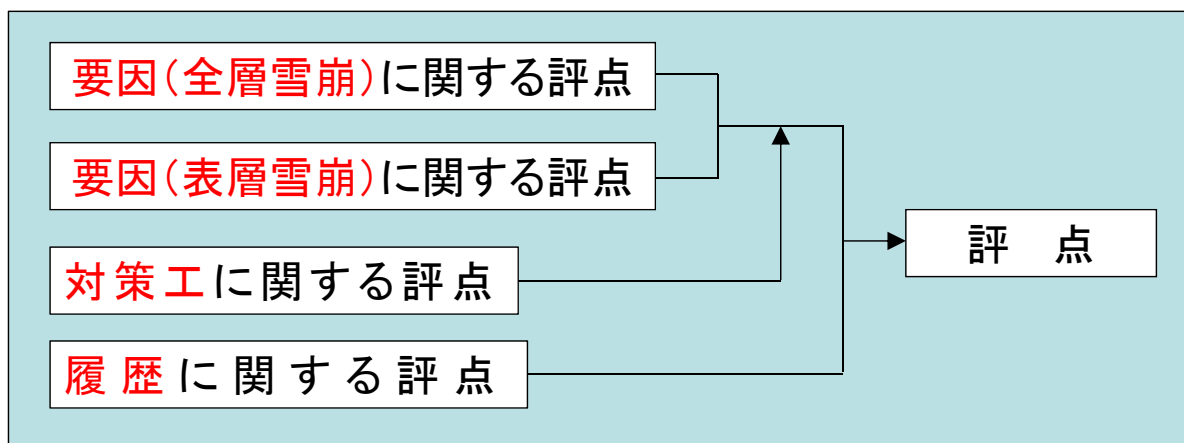 要因(全層雪崩)に関する評点
要因(表層雪崩)に関する評点
対策工に関する評点
履歴に関する評点
評　点